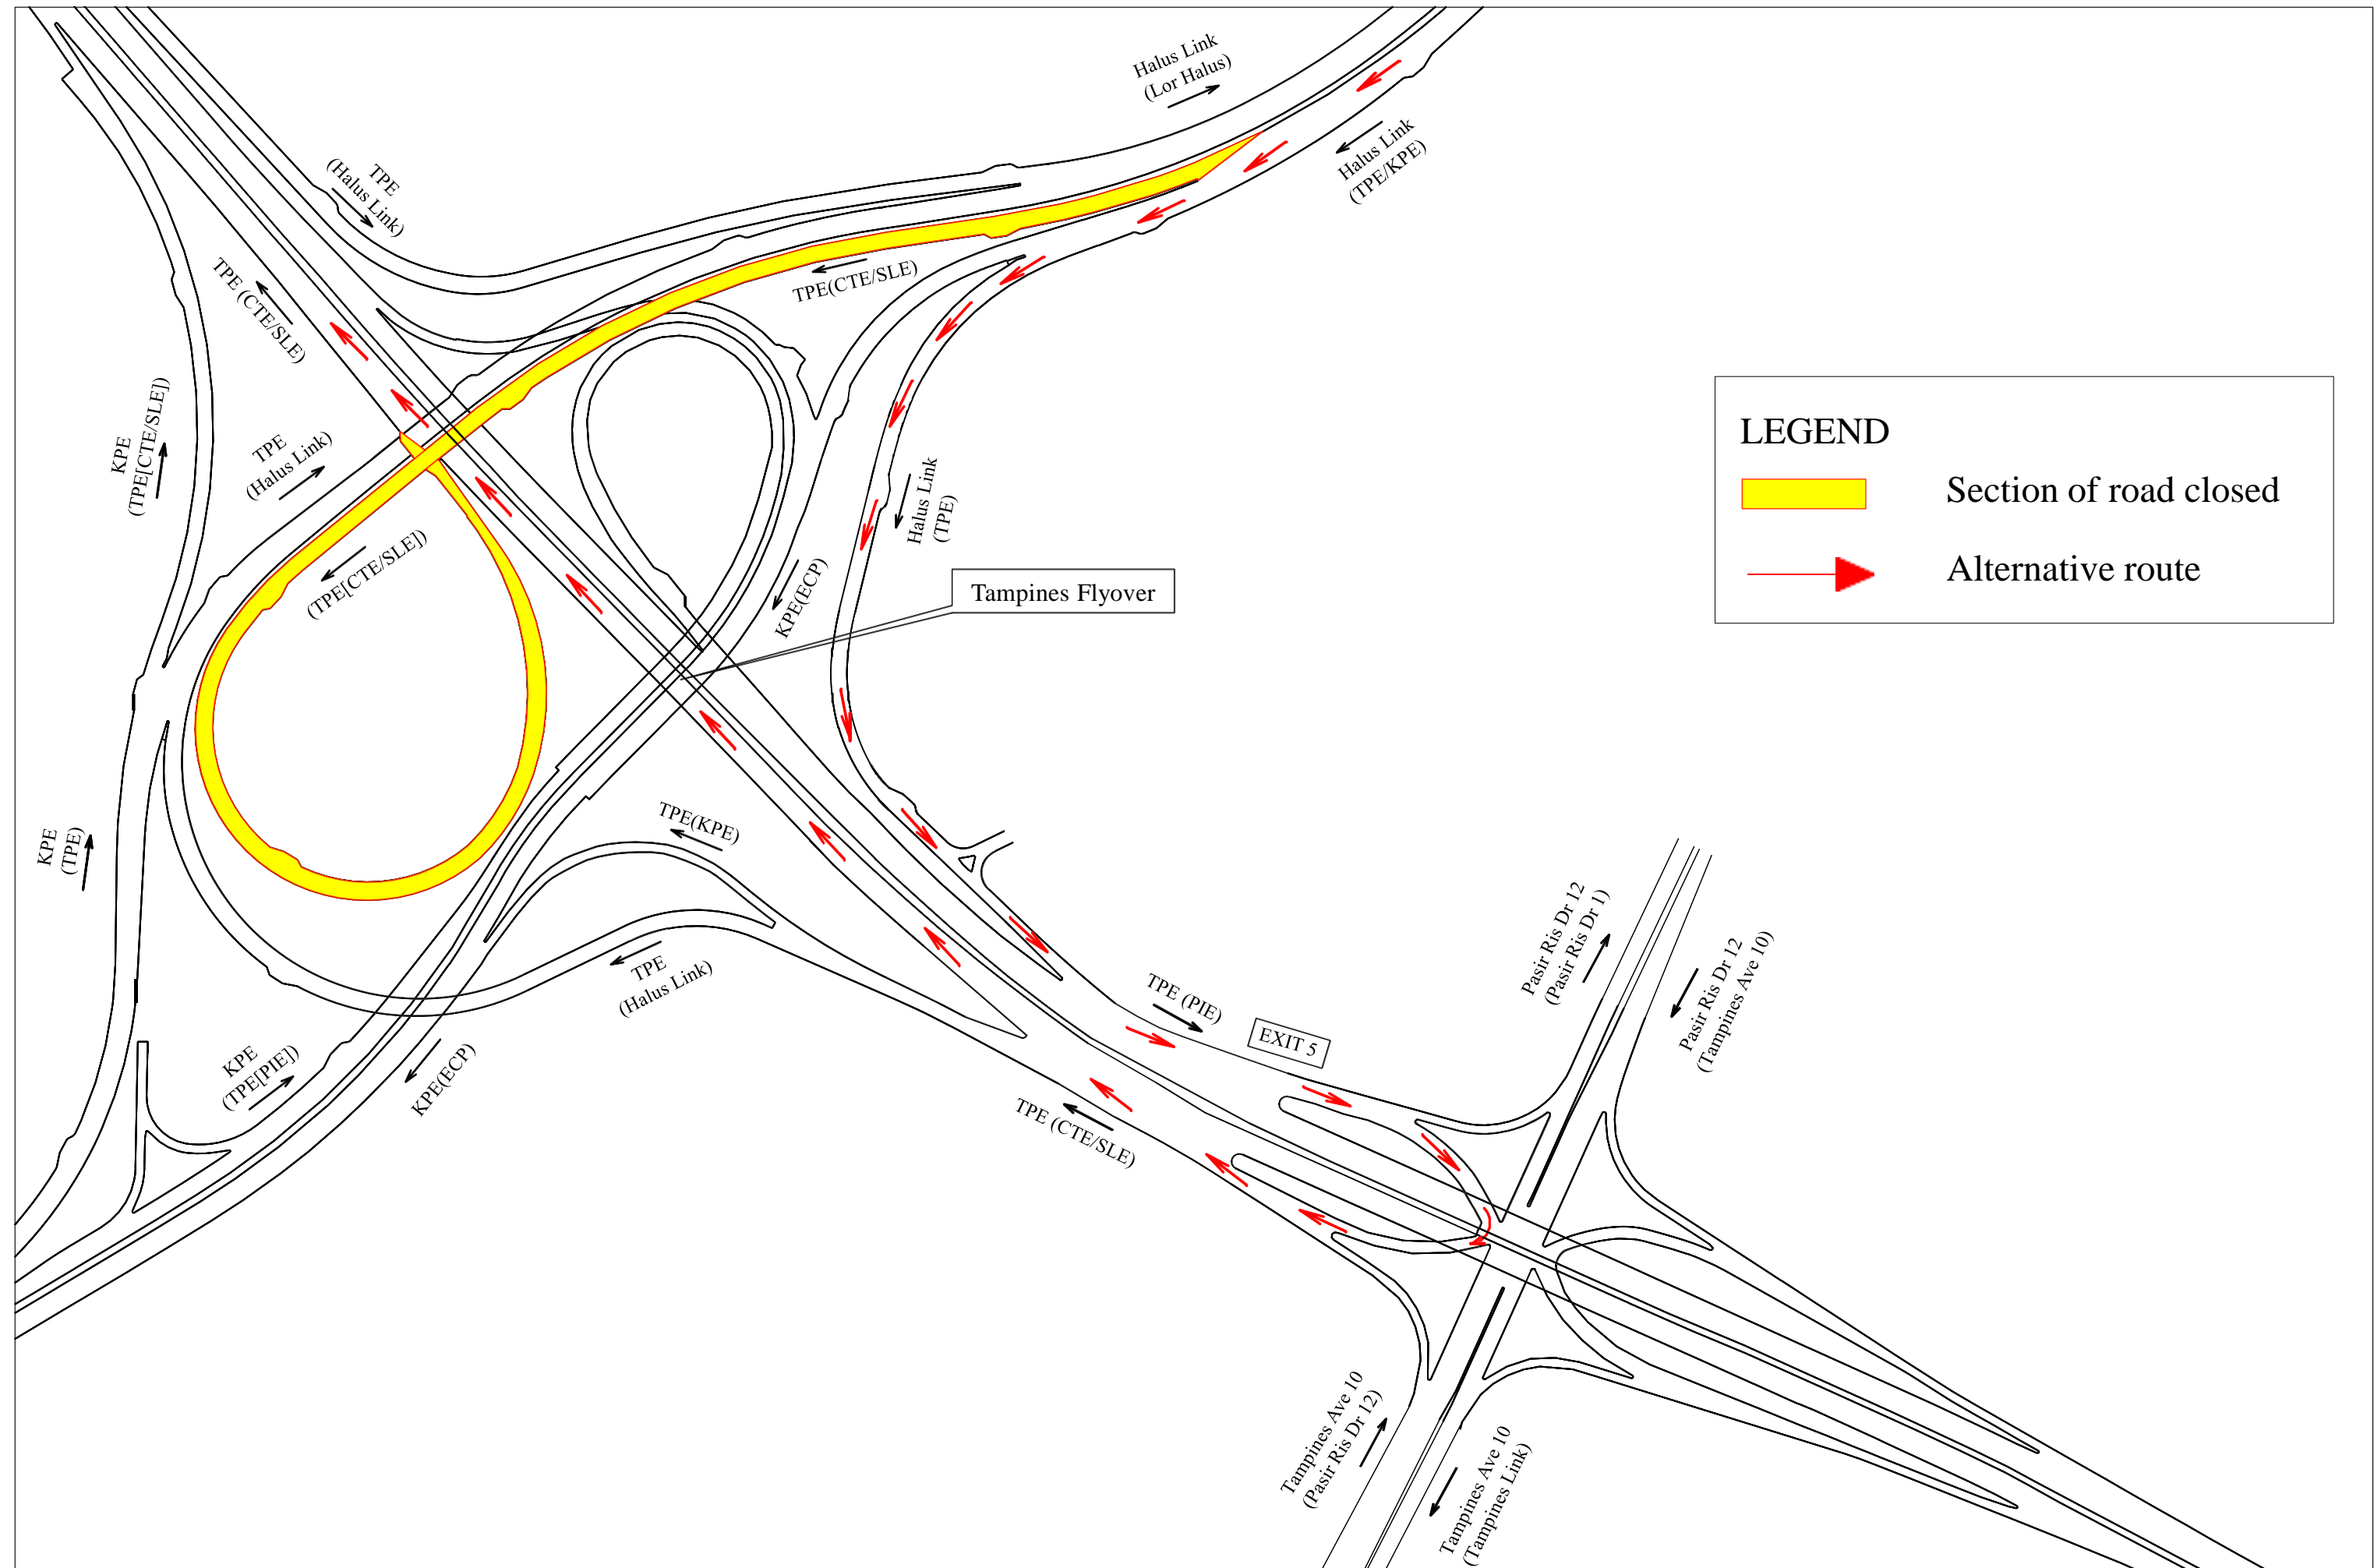 Halus Link
(Lor Halus)
Halus Link
(TPE/KPE)
TPE
(Halus Link)
TPE (CTE/SLE)
TPE(CTE/SLE)
KPE
(TPE[CTE/SLE])
TPE
(Halus Link)
(TPE[CTE/SLE])
Halus Link
(TPE)
KPE(ECP)
Tampines Flyover
LEGEND
Section of road closed
Alternative route
KPE
(TPE)
TPE(KPE)
TPE
(Halus Link)
KPE
(TPE[PIE])
KPE(ECP)
TPE (PIE)
EXIT 5
TPE (CTE/SLE)
Pasir Ris Dr 12
(Pasir Ris Dr 1)
Pasir Ris Dr 12
(Tampines Ave 10)
Tampines Ave 10
(Pasir Ris Dr 12)
Tampines Ave 10
(Tampines Link)